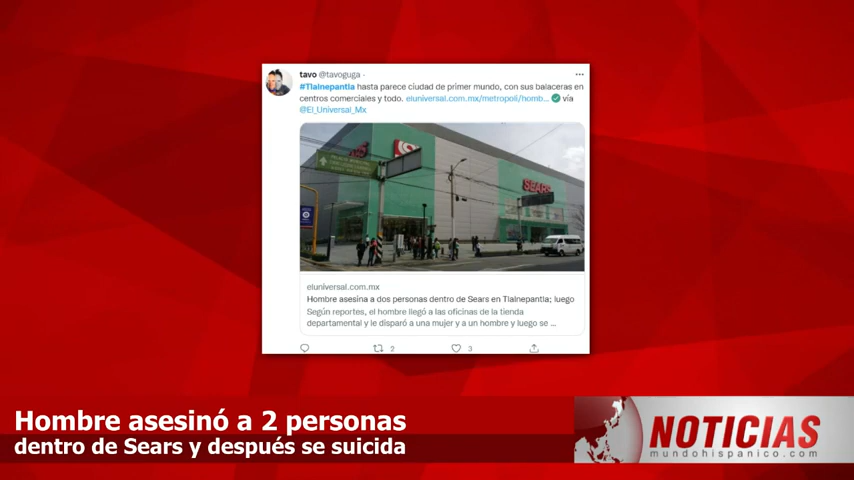 tavo @tavoguga ·
#Tlalnepantla hasta parece ciudad de primer mundo, con sus balaceras en
centros comerciales y todo. eluniversal.com.mx/metropoli/homb... vía
@El_Universal_Mx
SEARS
eluniversal.com.mx
Hombre asesina a dos personas dentro de Sears en Tlalnepantla; luego
Según reportes, el hombre llegó a las oficinas de la tienda
departamental y le disparó a una mujer y a un hombre y luego se ...
2
3
Hombre asesinó a 2 personas
dentro de Sears y después se suicida
NOTICIAS
mundohispanico.com